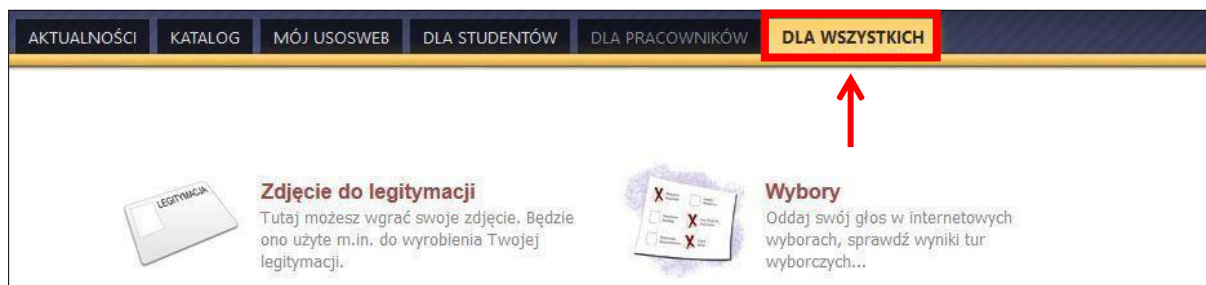 AKTUALNOŚCI KATALOG MÓJ USOSWEB DLA STUDENTÓW DLA PRACOWNIKÓW DLA WSZYSTKICH
LEGITYMACJA
Zdjęcie do legitymacji
Tutaj możesz wgrać swoje zdjęcie. Będzie
ono użyte m.in. do wyrobienia Twojej
legitymacji.
Wybory
Oddaj swój głos w internetowych
wyborach, sprawdź wyniki tur
wyborczych...